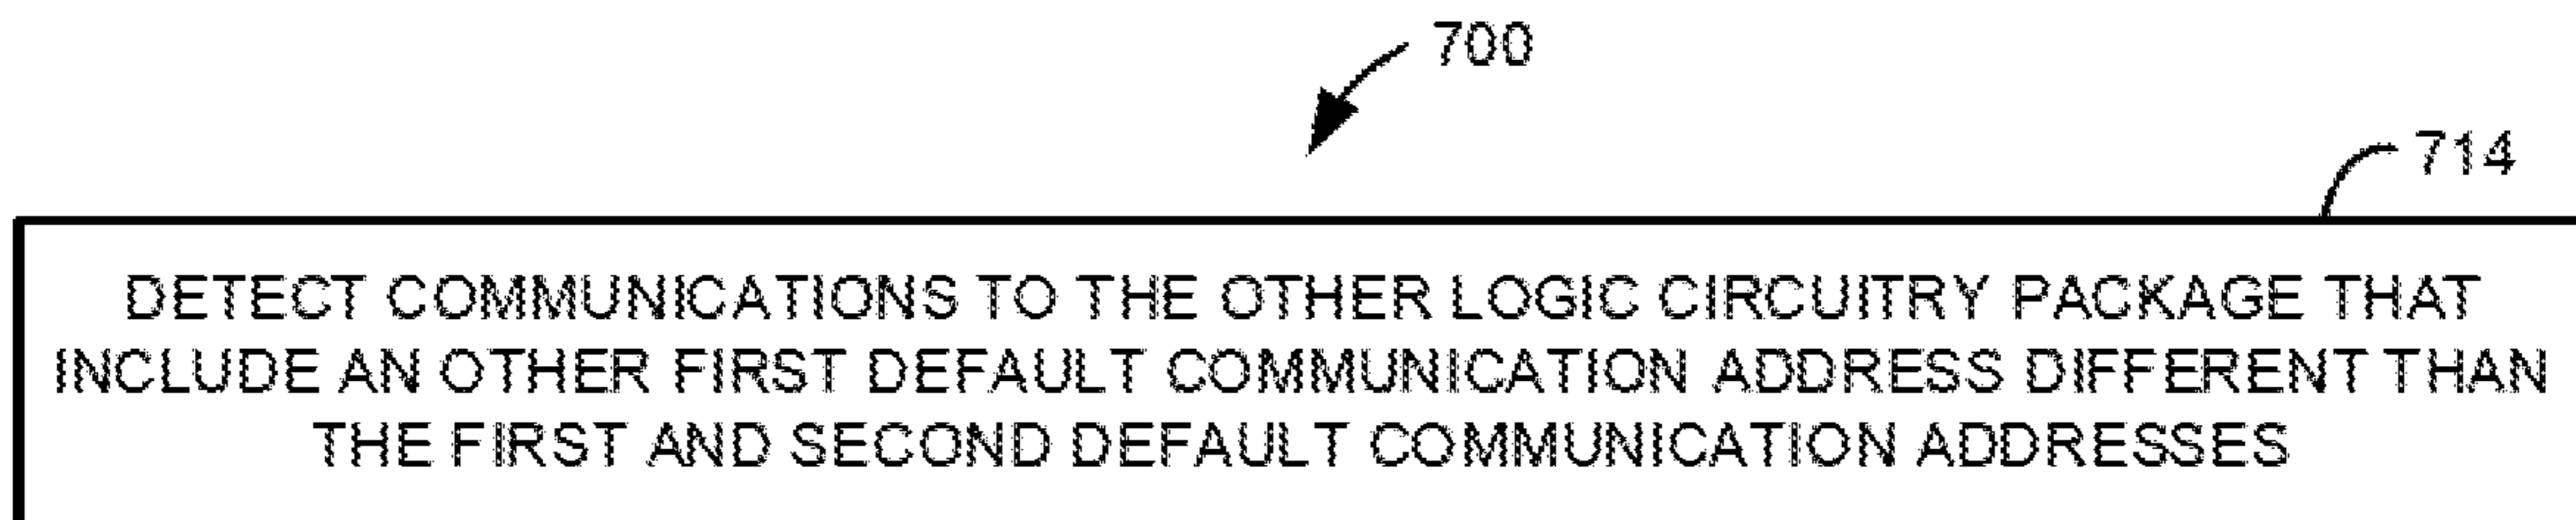 700
714
DETECT COMMUNICATIONS TO THE OTHER LOGIC CIRCUITRY PACKAGE THAT
INCLUDE AN OTHER FIRST DEFAULT COMMUNICATION ADDRESS DIFFERENT THAN
THE FIRST AND SECOND DEFAULT COMMUNICATION ADDRESSES